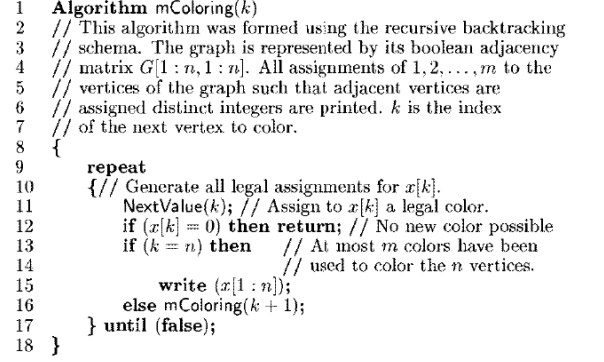 1 Algorithm mColoring(k)
2 // This algorithm was formed using the recursive backtracking
3 // schema. The graph is represented by its boolean adjacency
4 // matrix G[1 : n, 1 : n]. All assignments of 1, 2, . . . , m to the
5 // vertices of the graph such that adjacent vertices are
6 // assigned distinct integers are printed. k is the index
7 // of the next vertex to color.
8 {
9 repeat
10 {// Generate all legal assignments for x[k].
11 NextValue(k); // Assign to x[k] a legal color.
12 if (x[k] = 0) then return; // No new color possible
13 if (k = n) then // At most m colors have been
14 // used to color the n vertices.
15 write (x[1 : n]);
16 else mColoring(k + 1);
17 } until (false);
18 }